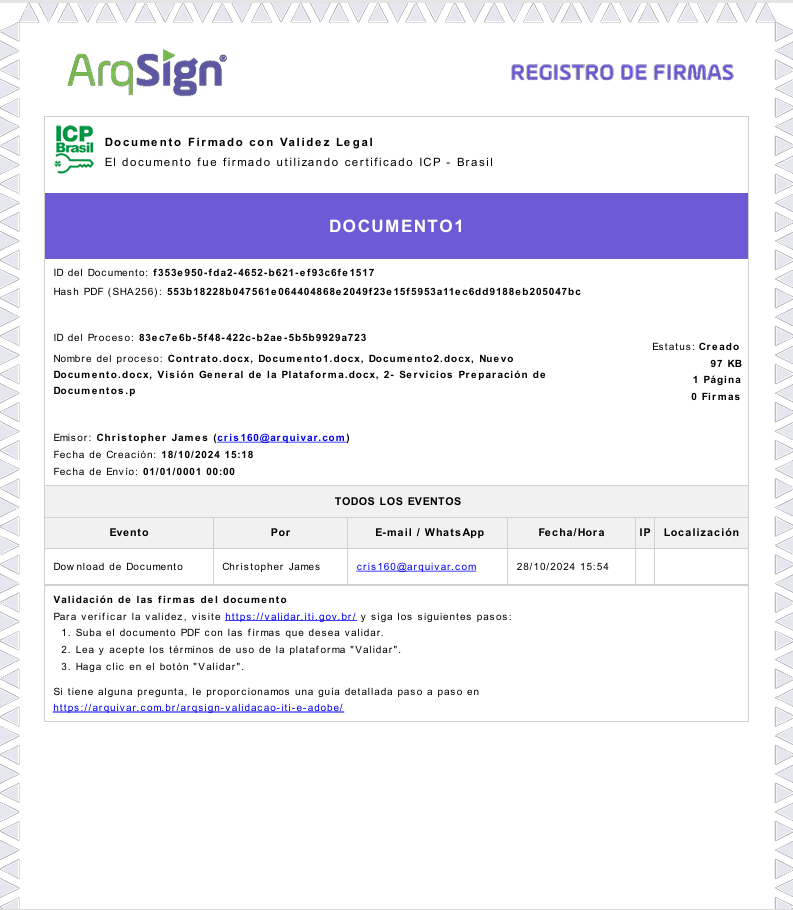 ArqSign®
REGISTRO DE FIRMAS
ICP
Brasil
Documento Firmado con Validez Legal
El documento fue firmado utilizando certificado ICP - Brasil
DOCUMENTO1
ID del Documento: f353e950-fda2-4652-b621-ef93c6fe1517
Hash PDF (SHA256): 553b18228b047561e064404868e2049f23e15f5953a11ec6dd9188eb205047bc
ID del Proceso: 83ec7e6b-5f48-422c-b2ae-5b5b9929a723
Nombre del proceso: Contrato.docx, Documento1.docx, Documento2.docx, Nuevo
Documento.docx, Visión General de la Plataforma.docx, 2- Servicios Preparación de
Documentos.p
Estatus: Creado
97 KB
1 Página
0 Firmas
Emisor: Christopher James (cris160@arquivar.com)
Fecha de Creación: 18/10/2024 15:18
Fecha de Envío: 01/01/0001 00:00
TODOS LOS EVENTOS
Evento Por E-mail / WhatsApp Fecha/Hora IP Localización
Download de Documento Christopher James cris160@arquivar.com 28/10/2024 15:54
Validación de las firmas del documento
Para verificar la validez, visite https://validar.iti.gov.br/ y siga los siguientes pasos:
1. Suba el documento PDF con las firmas que desea validar.
2. Lea y acepte los términos de uso de la plataforma "Validar".
3. Haga clic en el botón "Validar".
Si tiene alguna pregunta, le proporcionamos una guía detallada paso a paso en
https://arquivar.com.br/arqsign-validacao-iti-e-adobe/